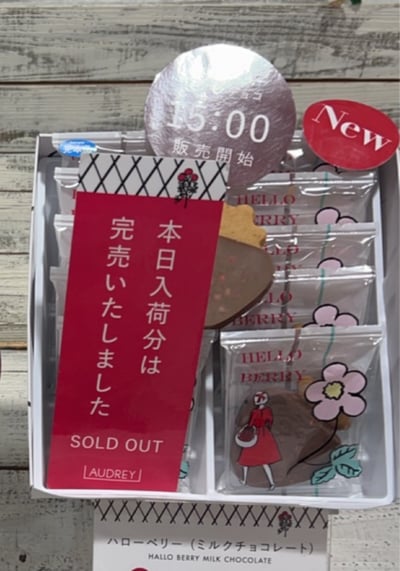 15:00
販売開始
New
本日入荷分は
完売いたしました
SOLD OUT
AUDREY
HELLO
BERRY
HELLO
BERRY
HELLO
BERRY
HELLO
BERRY
ハローベリー（ミルクチョコレート）
HALLO BERRY MILK CHOCOLATE